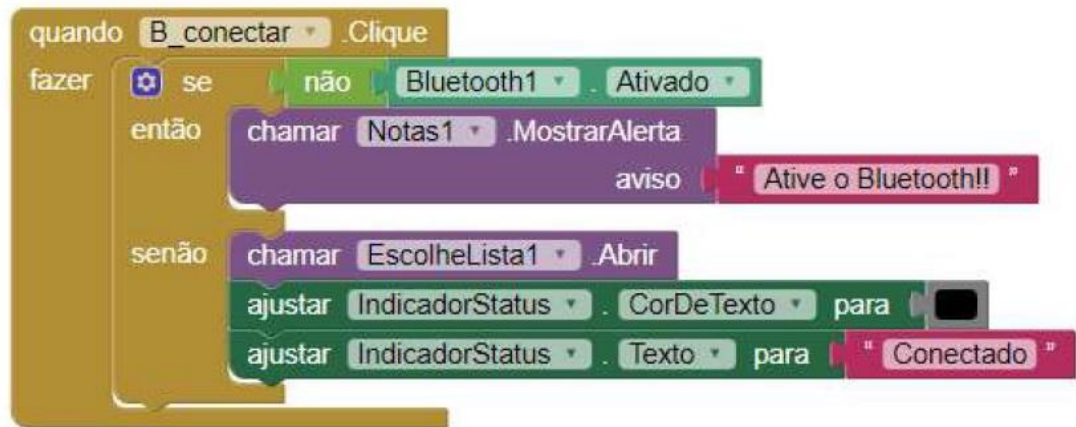 quando B_conectar .Clique
fazer se não Bluetooth1 . Ativado
então chamar Notas1 .MostrarAlerta
aviso " Ative o Bluetooth!! "
senão chamar EscolheLista1 .Abrir
ajustar IndicadorStatus . CorDeTexto para
ajustar IndicadorStatus . Texto para " Conectado "